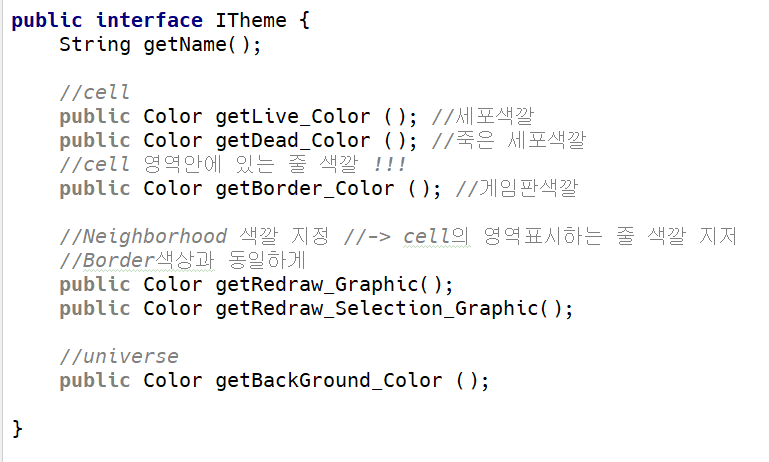 public interface ITheme {
String getName();
//cell
public Color getLive_Color (); //세포색깔
public Color getDead_Color (); //죽은 세포색깔
//cell 영역안에 있는 줄 색깔 !!!
public Color getBorder_Color (); //게임판색깔
//Neighborhood 색깔 지정 //-> cell의 영역표시하는 줄 색깔 지저
//Border색상과 동일하게
public Color getRedraw_Graphic();
public Color getRedraw_Selection_Graphic();
//universe
public Color getBackGround_Color ();
}